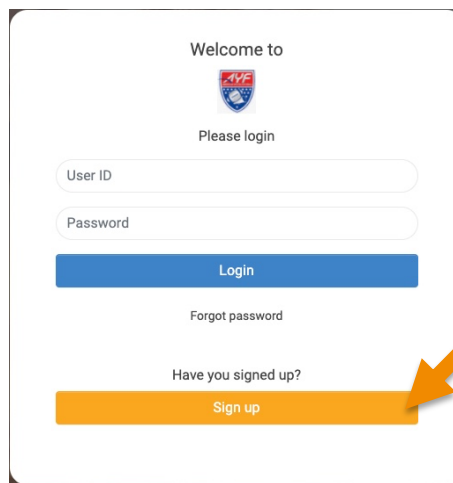 Welcome to
AYF
Please login
User ID
Password
Login
Forgot password
Have you signed up?
Sign up